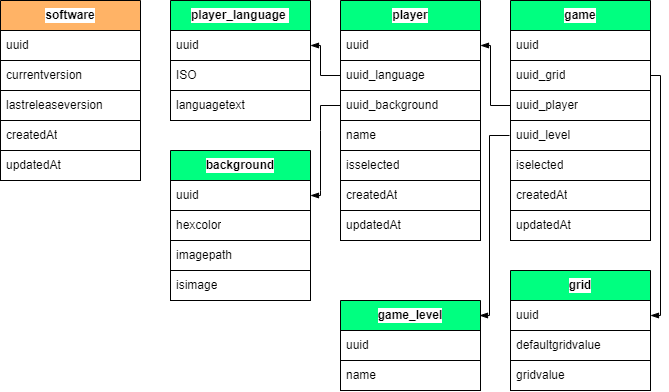 software
uuid
currentversion
lastreleaseversion
createdAt
updatedAt
player_language
uuid
ISO
languagetext
background
uuid
hexcolor
imagepath
isimage
player
uuid
uuid_language
uuid_background
name
isselected
createdAt
updatedAt
game_level
uuid
name
game
uuid
uuid_grid
uuid_player
uuid_level
iselected
createdAt
updatedAt
grid
uuid
defaultgridvalue
gridvalue